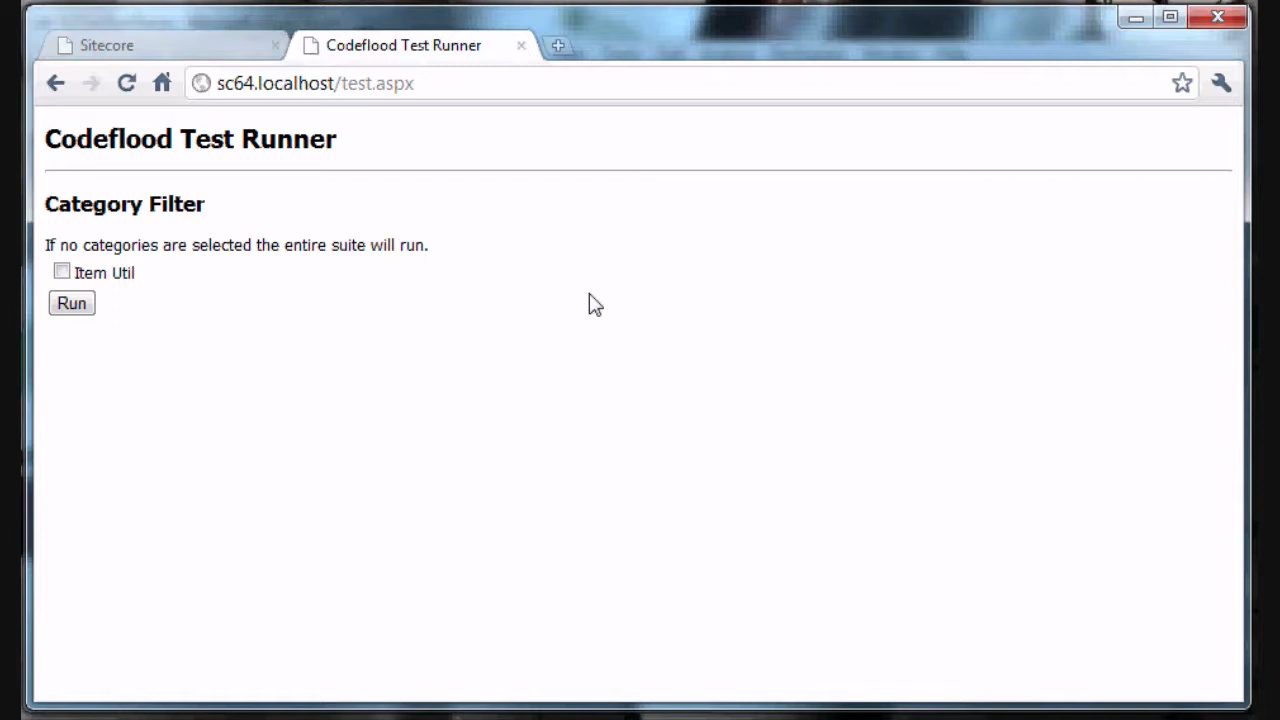 Sitecore
Codeflood Test Runner
sc64.localhost/test.aspx
Codeflood Test Runner
Category Filter
If no categories are selected the entire suite will run.
Item Util
Run